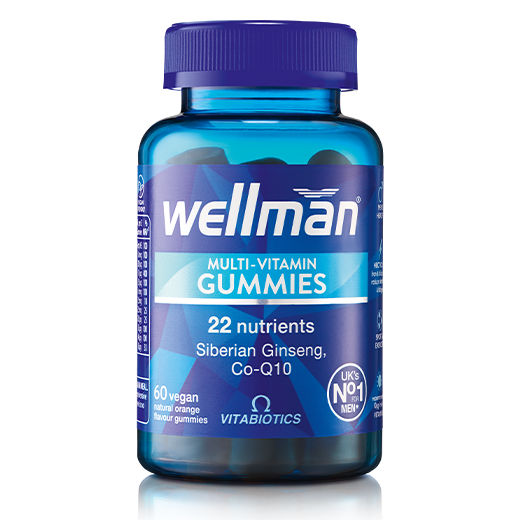 wellman®
MULTI-VITAMIN
GUMMIES
22 nutrients
Siberian Ginseng,
Co-Q10
60 vegan
natural orange
flavour gummies
Ω
VITABIOTICS
UK's
No1
FOR
MEN